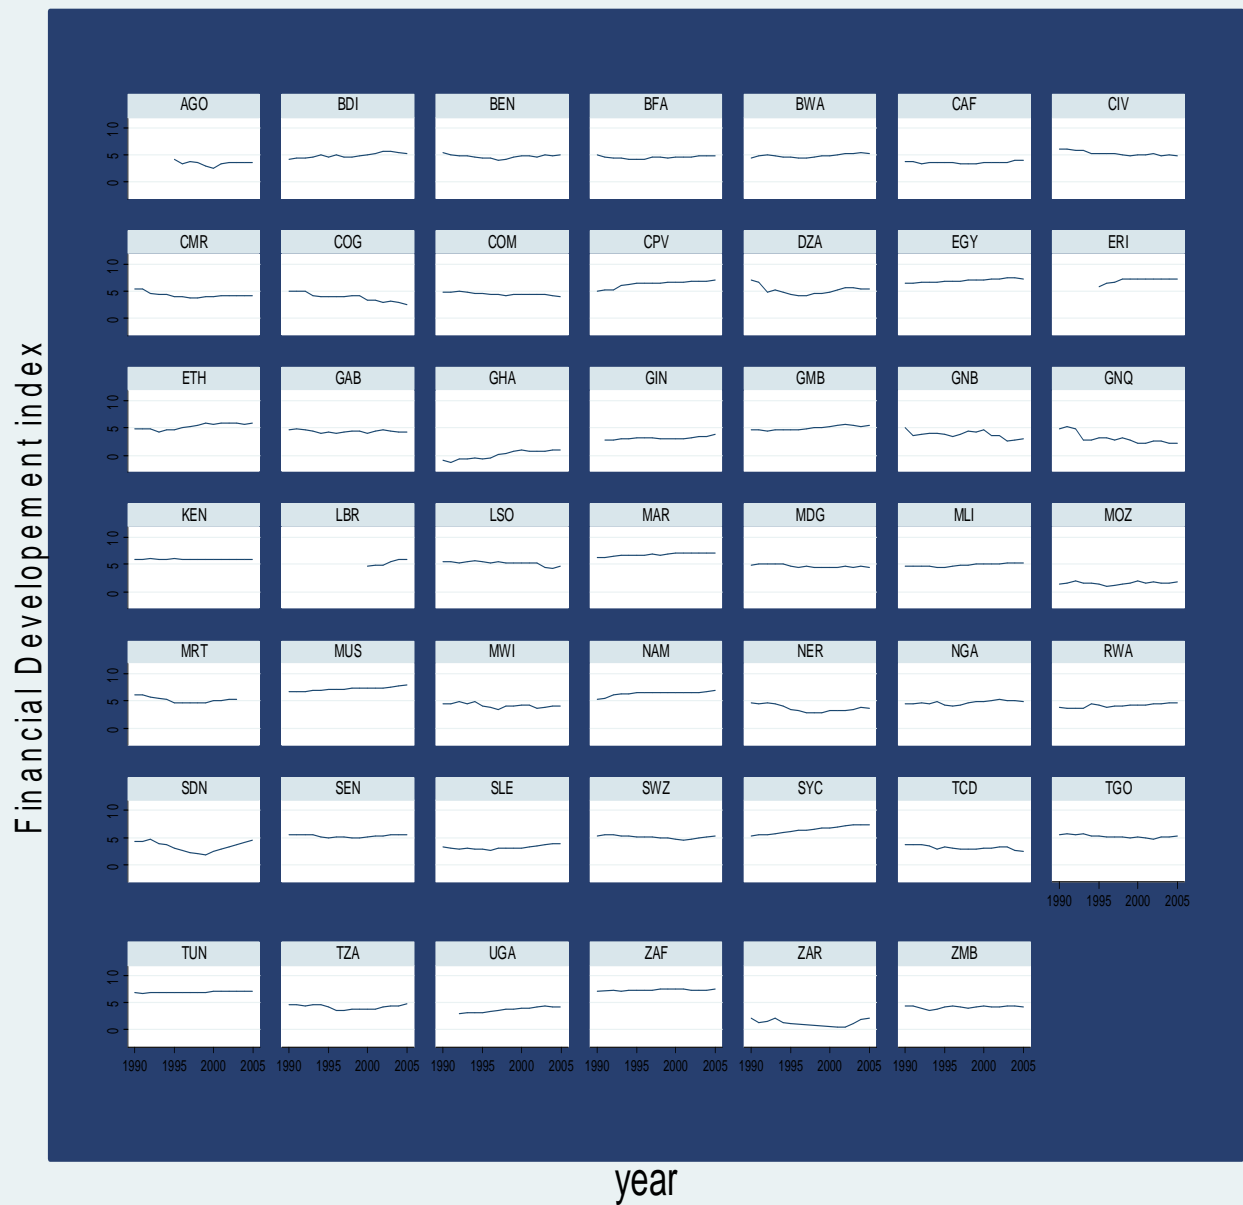 AGO BDI BEN BFA BWA CAF CIV
10
5
0
CMR COG COM CPV DZA EGY ERI
10
5
0
ETH GAB GHA GIN GMB GNB GNQ
10
5
0
KEN LBR LSO MAR MDG MLI MOZ
10
5
0
MRT MUS MWI NAM NER NGA RWA
10
5
0
SDN SEN SLE SWZ SYC TCD TGO
10
5
0
1990 1995 2000 2005
TUN TZA UGA ZAF ZAR ZMB
10
5
0
1990 1995 2000 2005 1990 1995 2000 2005 1990 1995 2000 2005 1990 1995 2000 2005 1990 1995 2000 2005 1990 1995 2000 2005
Financial Developement index
year